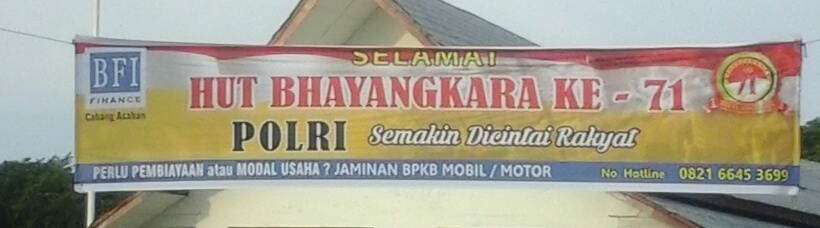 SELAMAT
BFI
FINANCE
Cabang Asahan
HUT BHAYANGKARA KE - 71
POLRI Semakin Dicintai Rakyat
PERLU PEMBIAYAAN atau MODAL USAHA ? JAMINAN BPKB MOBIL / MOTOR
No. Hotline 0821 6645 3699
71